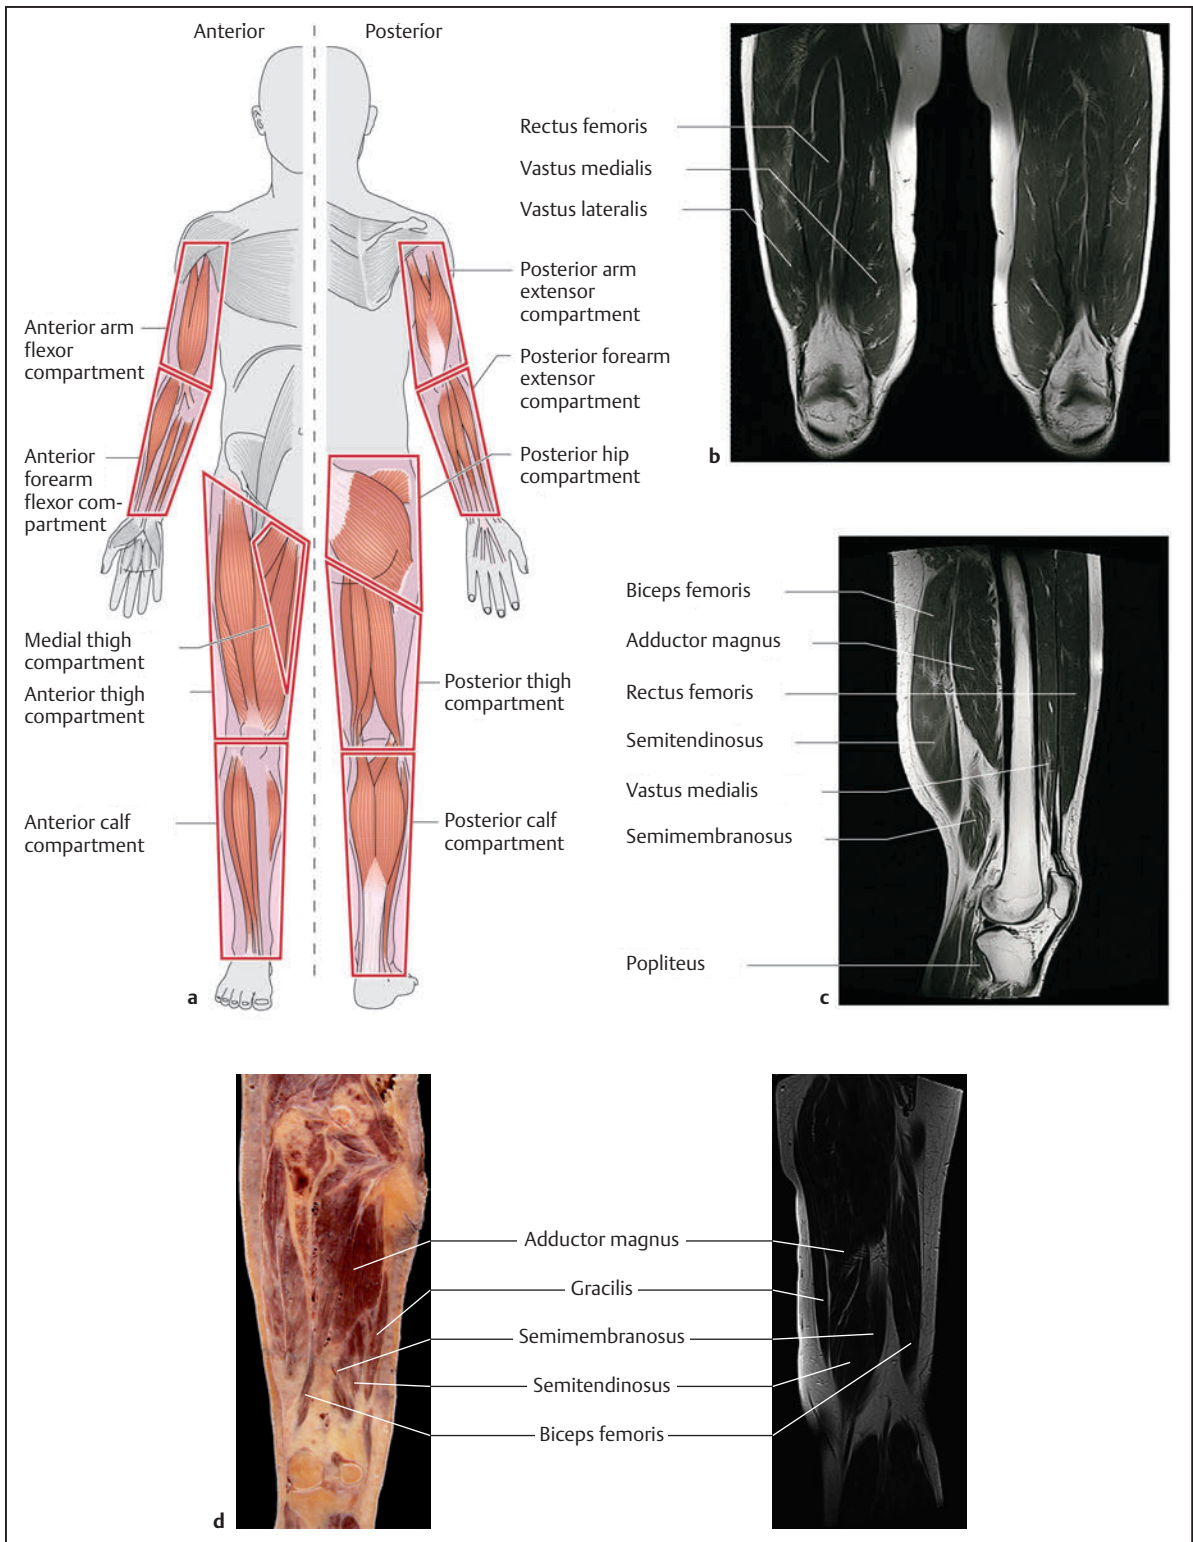 Anterior
Posterior
Anterior arm
flexor
compartment
Anterior
forearm
flexor com-
partment
Medial thigh
compartment
Anterior thigh
compartment
Anterior calf
compartment
Posterior arm
extensor
compartment
Posterior forearm
extensor
compartment
Posterior hip
compartment
Posterior thigh
compartment
Posterior calf
compartment
a
Rectus femoris
Vastus medialis
Vastus lateralis
b
Biceps femoris
Adductor magnus
Rectus femoris
Semitendinosus
Vastus medialis
Semimembranosus
Popliteus
c
Adductor magnus
Gracilis
Semimembranosus
Semitendinosus
Biceps femoris
d